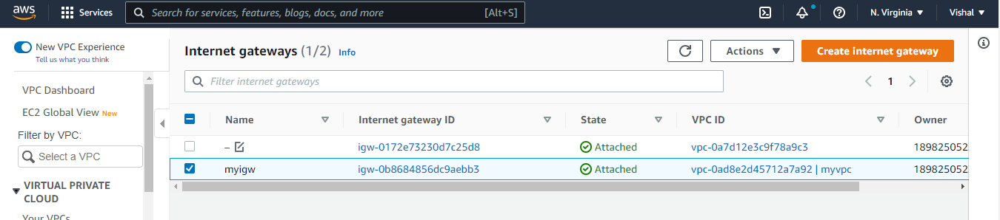 aws Services Search for services, features, blogs, docs, and more [Alt+S] N. Virginia Vishal
New VPC Experience
Tell us what you think
VPC Dashboard
EC2 Global View New
Filter by VPC:
Select a VPC
VIRTUAL PRIVATE
CLOUD
Your VPCs
Internet gateways (1/2) Info Actions Create internet gateway
Filter internet gateways 1
Name Internet gateway ID State VPC ID Owner
– igw-0172e73230d7c25d8 Attached vpc-0a7d12e3c9f78a9c3 189825052
myigw igw-0b8684856dc9aebb3 Attached vpc-0ad8e2d45712a7a92 | myvpc 189825052